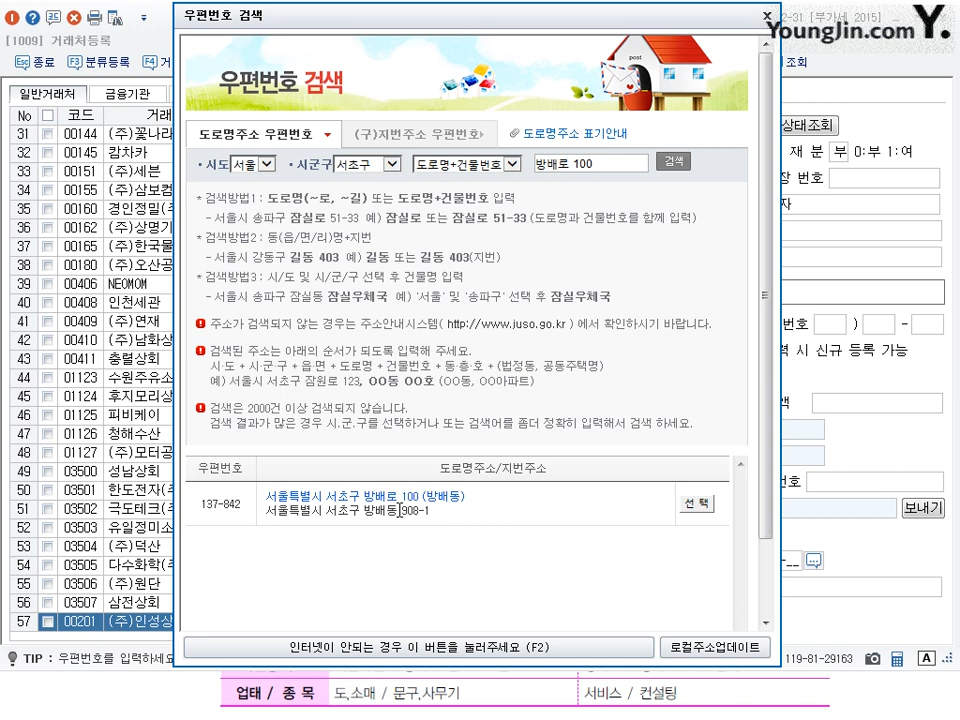 우편번호 검색
x
2-31 [부가세 2015]
YoungJin.com Y.
[1009] 거래처등록
Esc 종료 F3 분류등록 F4 거
조회
일반거래처 금융기관
No 코드 거래
31 00144 (주)꽃나라
32 00145 캄차카
33 00151 (주)세븐
34 00155 (주)삼보컴
35 00160 경인정밀(주
36 00162 (주)상명기
37 00165 (주)한국물
38 00180 (주)오산공
39 00406 NEOMOM
40 00408 인천세관
41 00409 (주)연재
42 00410 (주)남화상
43 00411 충렬상회
44 01123 수원주유소
45 01124 후지모리상
46 01125 피비케이
47 01126 청해수산
48 01127 (주)모터공
49 03500 성남상회
50 03501 한도전자(주
51 03502 극도테크(주
52 03503 유일정미소
53 03504 (주)덕산
54 03505 다수화학(주
55 03506 (주)원단
56 03507 삼전상회
57 00201 (주)인성상
우편번호 검색
post
도로명주소 우편번호 (구)지번주소 우편번호 도로명주소 표기안내
· 시도 서울 · 시군구 서초구 도로명+건물번호 방배로 100 검색
* 검색방법1 : 도로명(~로, ~길) 또는 도로명+건물번호 입력
- 서울시 송파구 잠실로 51-33 예) 잠실로 또는 잠실로 51-33 (도로명과 건물번호를 함께 입력)
* 검색방법2 : 동(읍/면/리)명+지번
- 서울시 강동구 길동 403 예) 길동 또는 길동 403(지번)
* 검색방법3 : 시/도 및 시/군/구 선택 후 건물명 입력
- 서울시 송파구 잠실동 잠실우체국 예) '서울' 및 '송파구' 선택 후 잠실우체국
주소가 검색되지 않는 경우는 주소안내시스템( http://www.juso.go.kr ) 에서 확인하시기 바랍니다.
검색된 주소는 아래의 순서가 되도록 입력해 주세요.
시·도 + 시·군·구 + 읍·면 + 도로명 + 건물번호 + 동·층·호 + (법정동, 공동주택명)
예) 서울시 서초구 잠원로 123, OO동 OO호 (OO동, OO아파트)
검색은 2000건 이상 검색되지 않습니다.
검색 결과가 많은 경우 시.군.구를 선택하거나 또는 검색어를 좀더 정확히 입력해서 검색 하세요.
우편번호 도로명주소/지번주소
137-842 서울특별시 서초구 방배로 100 (방배동)
서울특별시 서초구 방배동 908-1
선 택
인터넷이 안되는 경우 이 버튼을 눌러주세요 (F2) 로컬주소업데이트
상태조회
재 분 부 0:부 1:여
장 번호
자
번호 ) -
력 시 신규 등록 가능
액
번호
보내기
TIP : 우편번호를 입력하세요
119-81-29163 A
업태 / 종 목 도,소매 / 문구,사무기 서비스 / 컨설팅